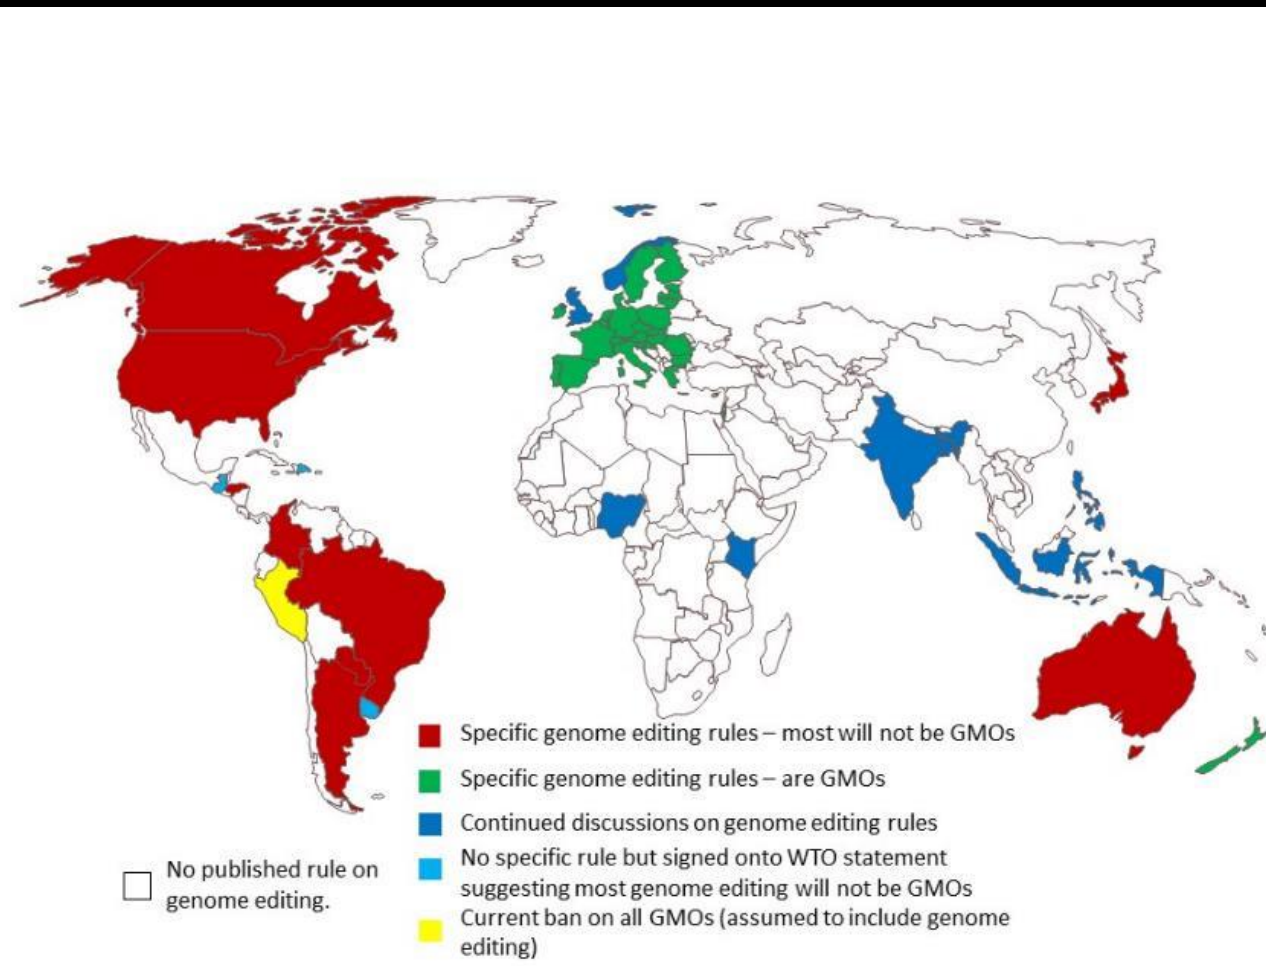 Specific genome editing rules – most will not be GMOs
Specific genome editing rules – are GMOs
Continued discussions on genome editing rules
No specific rule but signed onto WTO statement
suggesting most genome editing will not be GMOs
Current ban on all GMOs (assumed to include genome
editing)
No published rule on
genome editing.